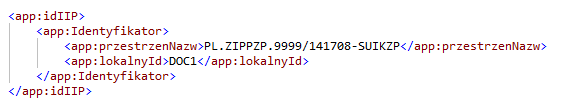 <app:idIIP>
<app:Identyfikator>
<app:przestrzenNazw>PL.ZIPPZP.9999/141708-SUIKZP</app:przestrzenNazw>
<app:lokalnyId>DOC1</app:lokalnyId>
</app:Identyfikator>
</app:idIIP>